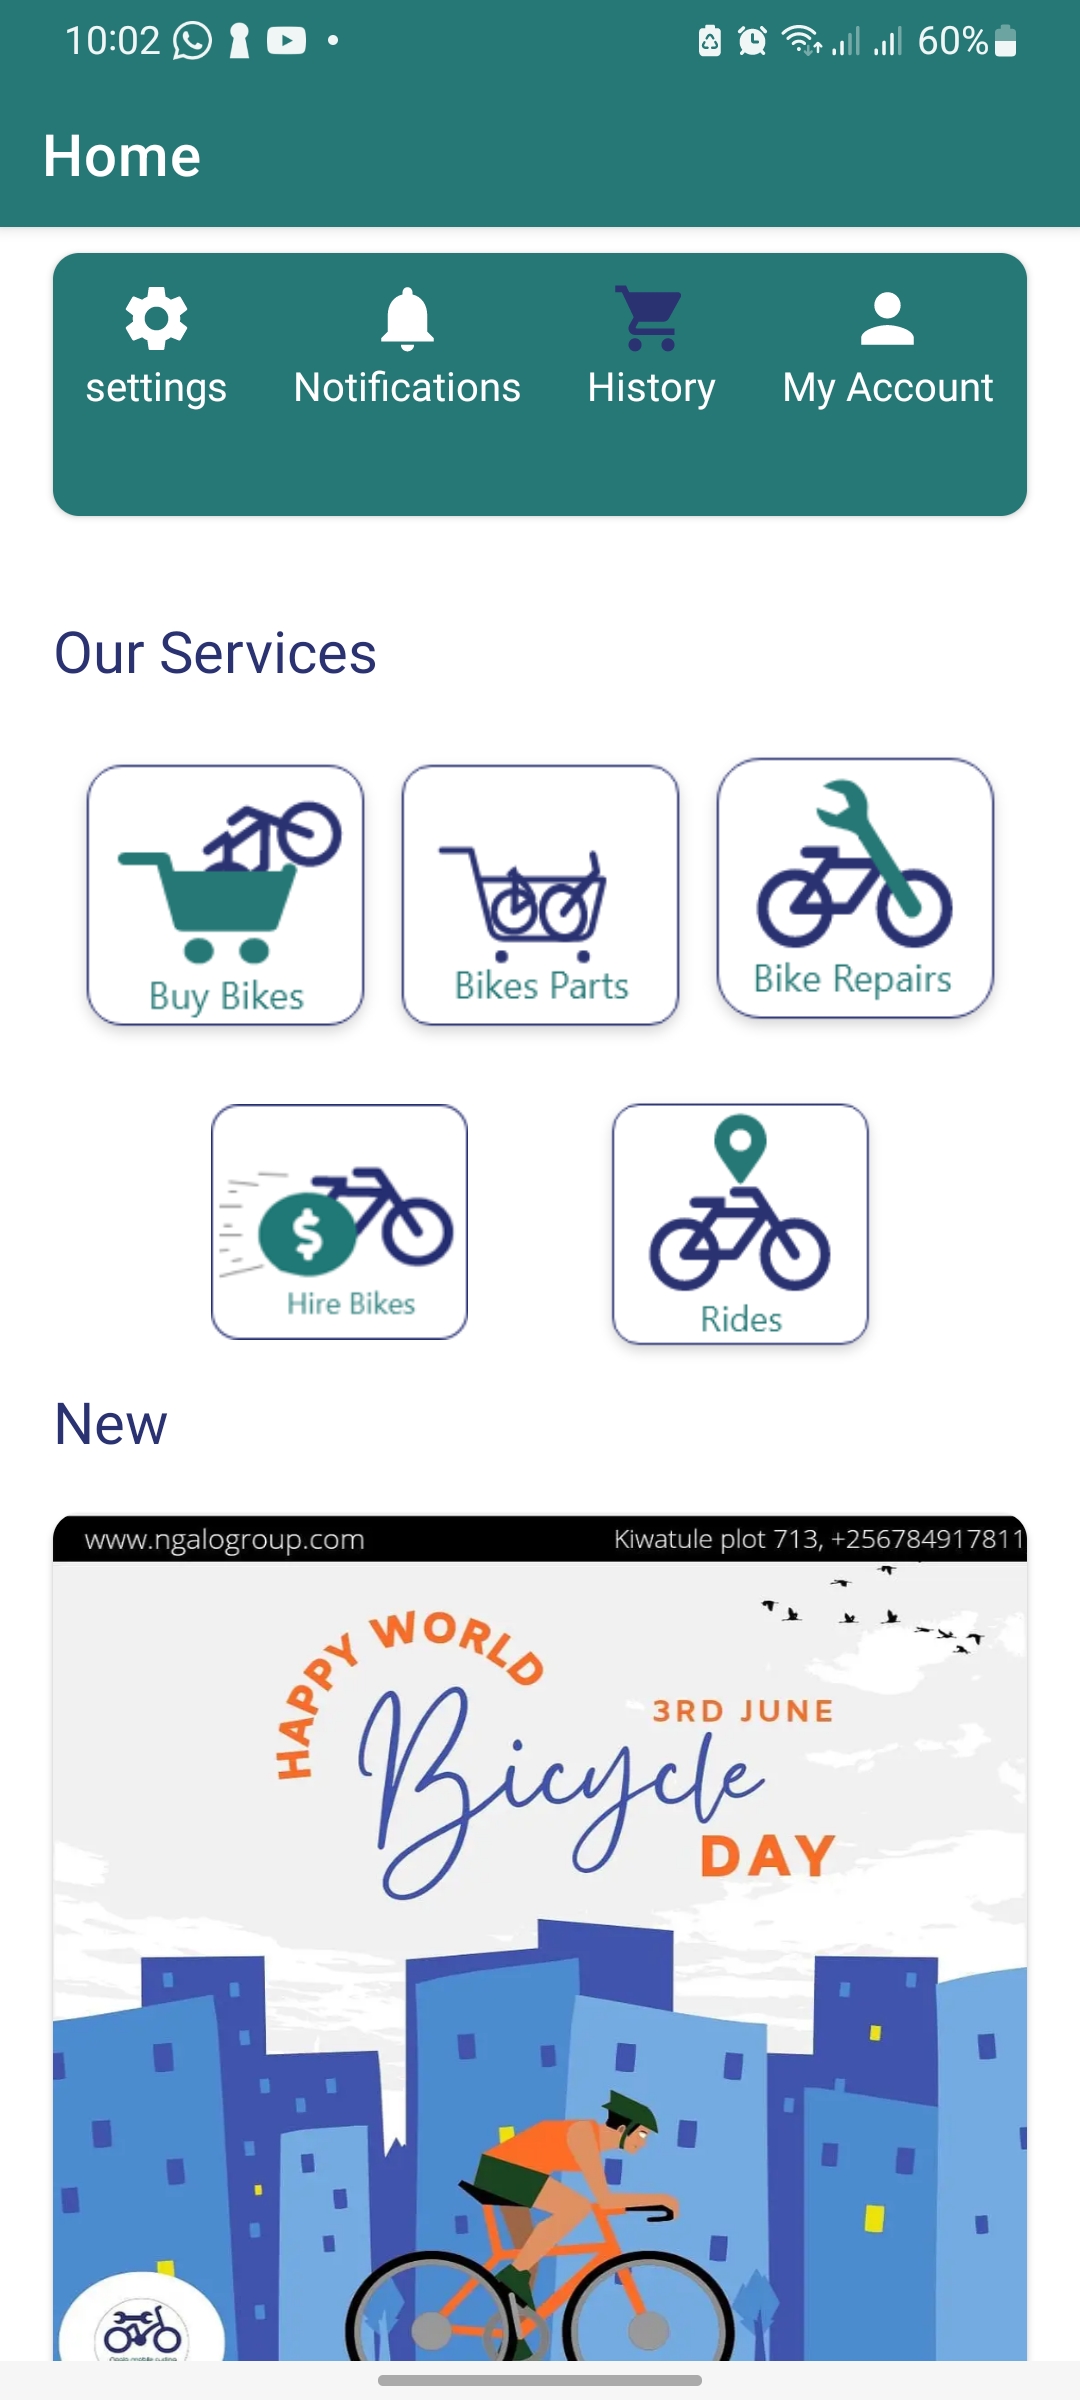 10:02 60%
Home
settings Notifications History My Account
Our Services
Buy Bikes Bikes Parts Bike Repairs
$
Hire Bikes Rides
New
www.ngalogroup.com Kiwatule plot 713, +256784917811
HAPPY WORLD
3RD JUNE
Bicycle
DAY